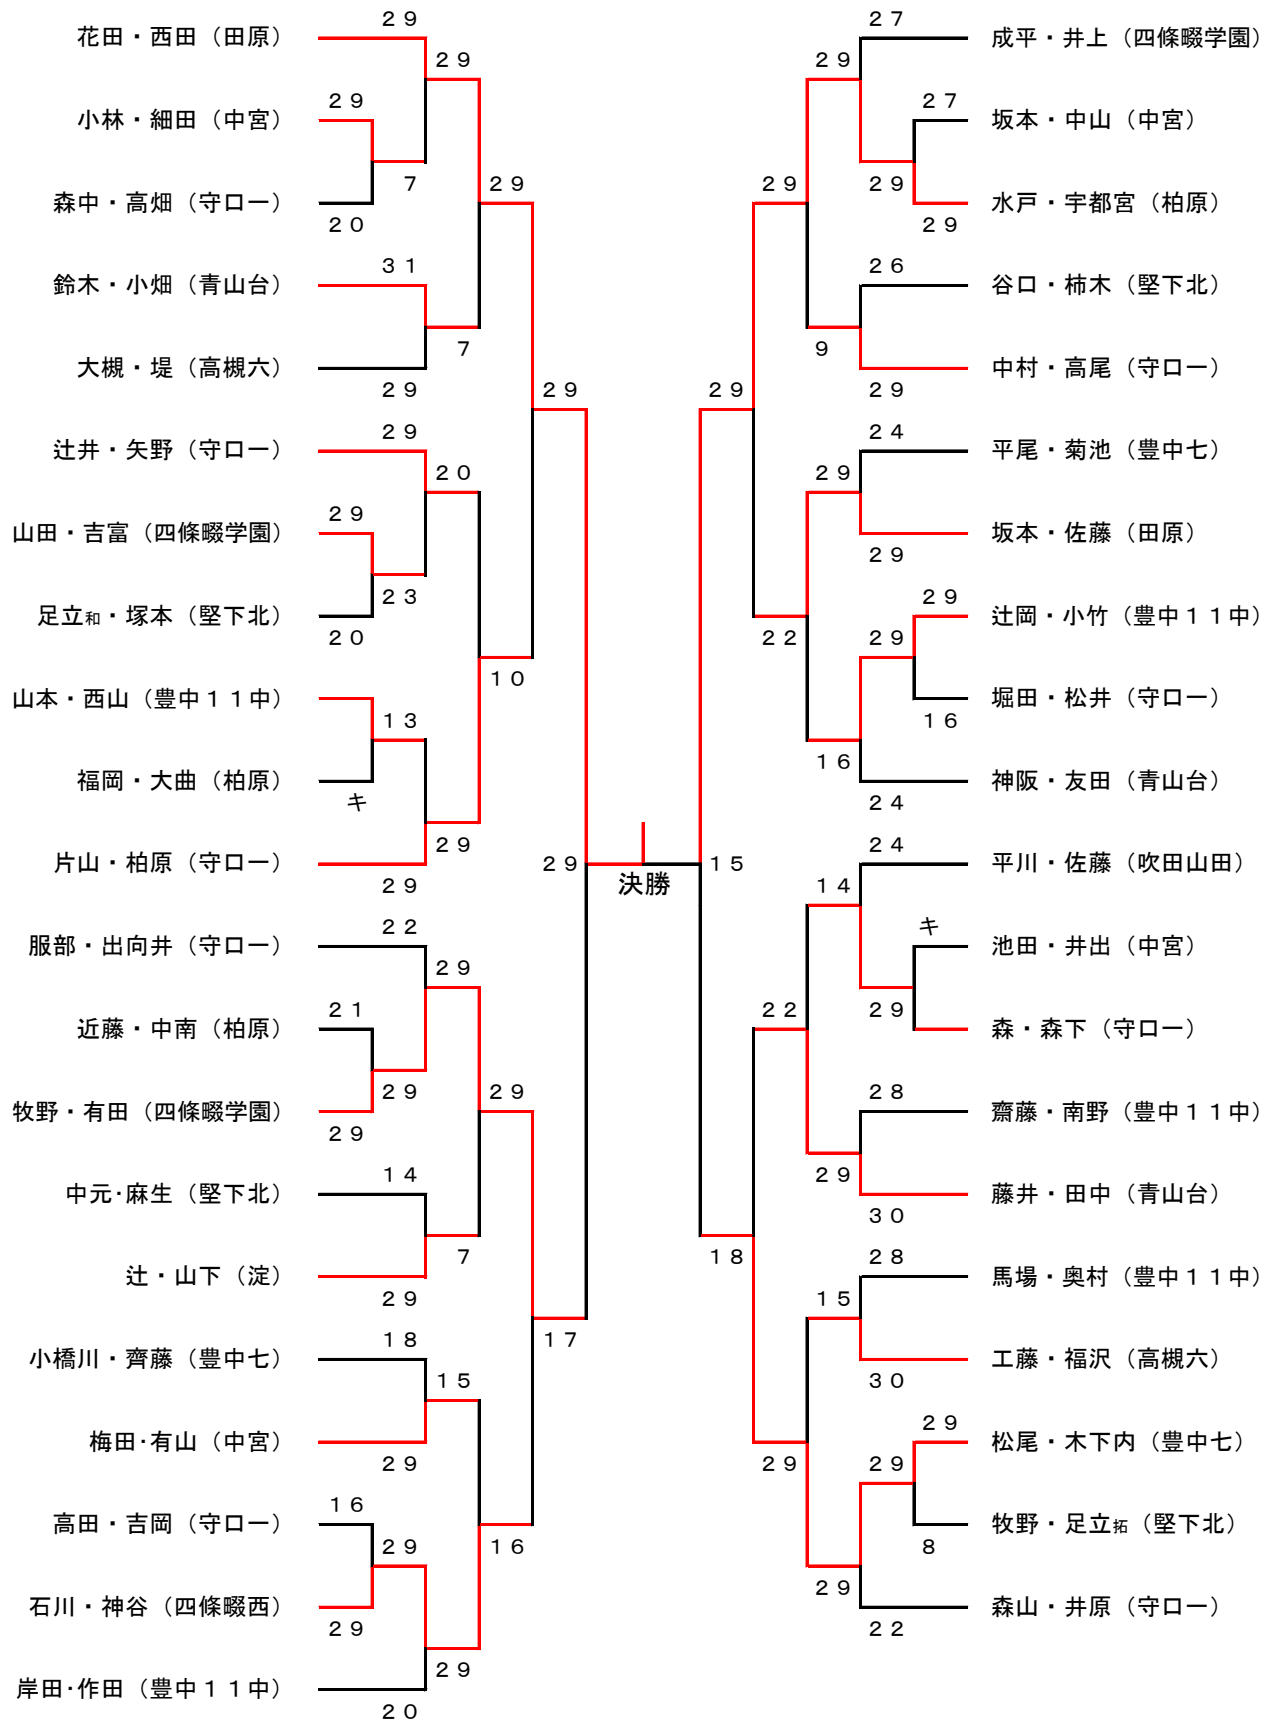 ２９
花田・西田（田原）
２９
２９
小林・細田（中宮）
７
２９
森中・高畑（守口一）
２０
３１
鈴木・小畑（青山台）
７
大槻・堤（高槻六）
２９
２９
２９
辻井・矢野（守口一）
２０
２９
山田・吉富（四條畷学園）
２３
足立和・塚本（堅下北）
２０
１０
山本・西山（豊中１１中）
１３
福岡・大曲（柏原）
キ
２９
片山・柏原（守口一）
２９
２９
２２
服部・出向井（守口一）
２９
２１
近藤・中南（柏原）
２９
２９
牧野・有田（四條畷学園）
２９
１４
中元･麻生（堅下北）
７
辻・山下（淀）
２９
１７
１８
小橋川・齊藤（豊中七）
１５
梅田･有山（中宮）
２９
１６
高田・吉岡（守口一）
２９
１６
石川・神谷（四條畷西）
２９
２９
岸田･作田（豊中１１中）
２０
決勝
２７
成平・井上（四條畷学園）
２９
２７
坂本・中山（中宮）
２９
２９
水戸・宇都宮（柏原）
２９
２６
谷口・柿木（堅下北）
９
中村・高尾（守口一）
２９
２９
２４
平尾・菊池（豊中七）
２９
坂本・佐藤（田原）
２９
２９
辻岡・小竹（豊中１１中）
２２
２９
堀田・松井（守口一）
１６
１６
神阪・友田（青山台）
２４
１５
２４
平川・佐藤（吹田山田）
１４
キ
池田・井出（中宮）
２２
２９
森・森下（守口一）
２８
齋藤・南野（豊中１１中）
２９
藤井・田中（青山台）
３０
１８
２８
馬場・奥村（豊中１１中）
１５
工藤・福沢（高槻六）
３０
２９
松尾・木下内（豊中七）
２９
２９
牧野・足立拓（堅下北）
８
２９
森山・井原（守口一）
２２